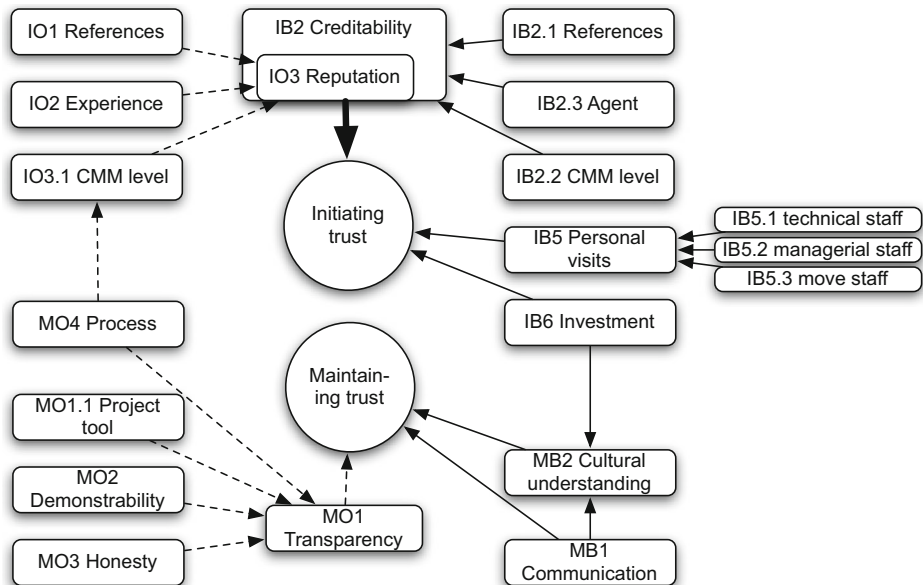 IO1 References
IB2 Creditability
IB2.1 References
IO3 Reputation
IO2 Experience
IB2.3 Agent
IO3.1 CMM level
IB2.2 CMM level
Initiating
trust
IB5 Personal
visits
IB5.1 technical staff
IB5.2 managerial staff
IB5.3 move staff
MO4 Process
IB6 Investment
Maintain-
ing trust
MO1.1 Project
tool
MO2
Demonstrability
MB2 Cultural
understanding
MO1
Transparency
MO3 Honesty
MB1
Communication